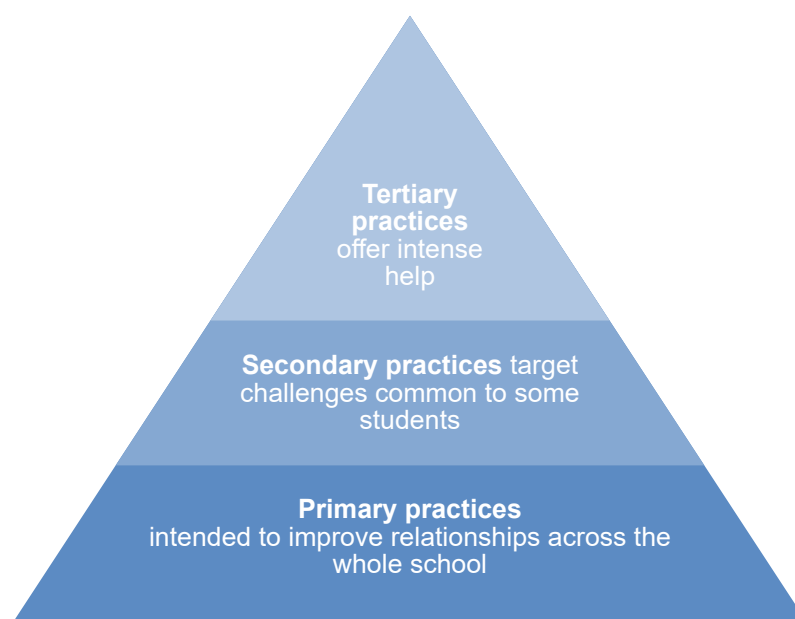 Tertiary
practices
offer intense
help
Secondary practices target
challenges common to some
students
Primary practices
intended to improve relationships across the
whole school